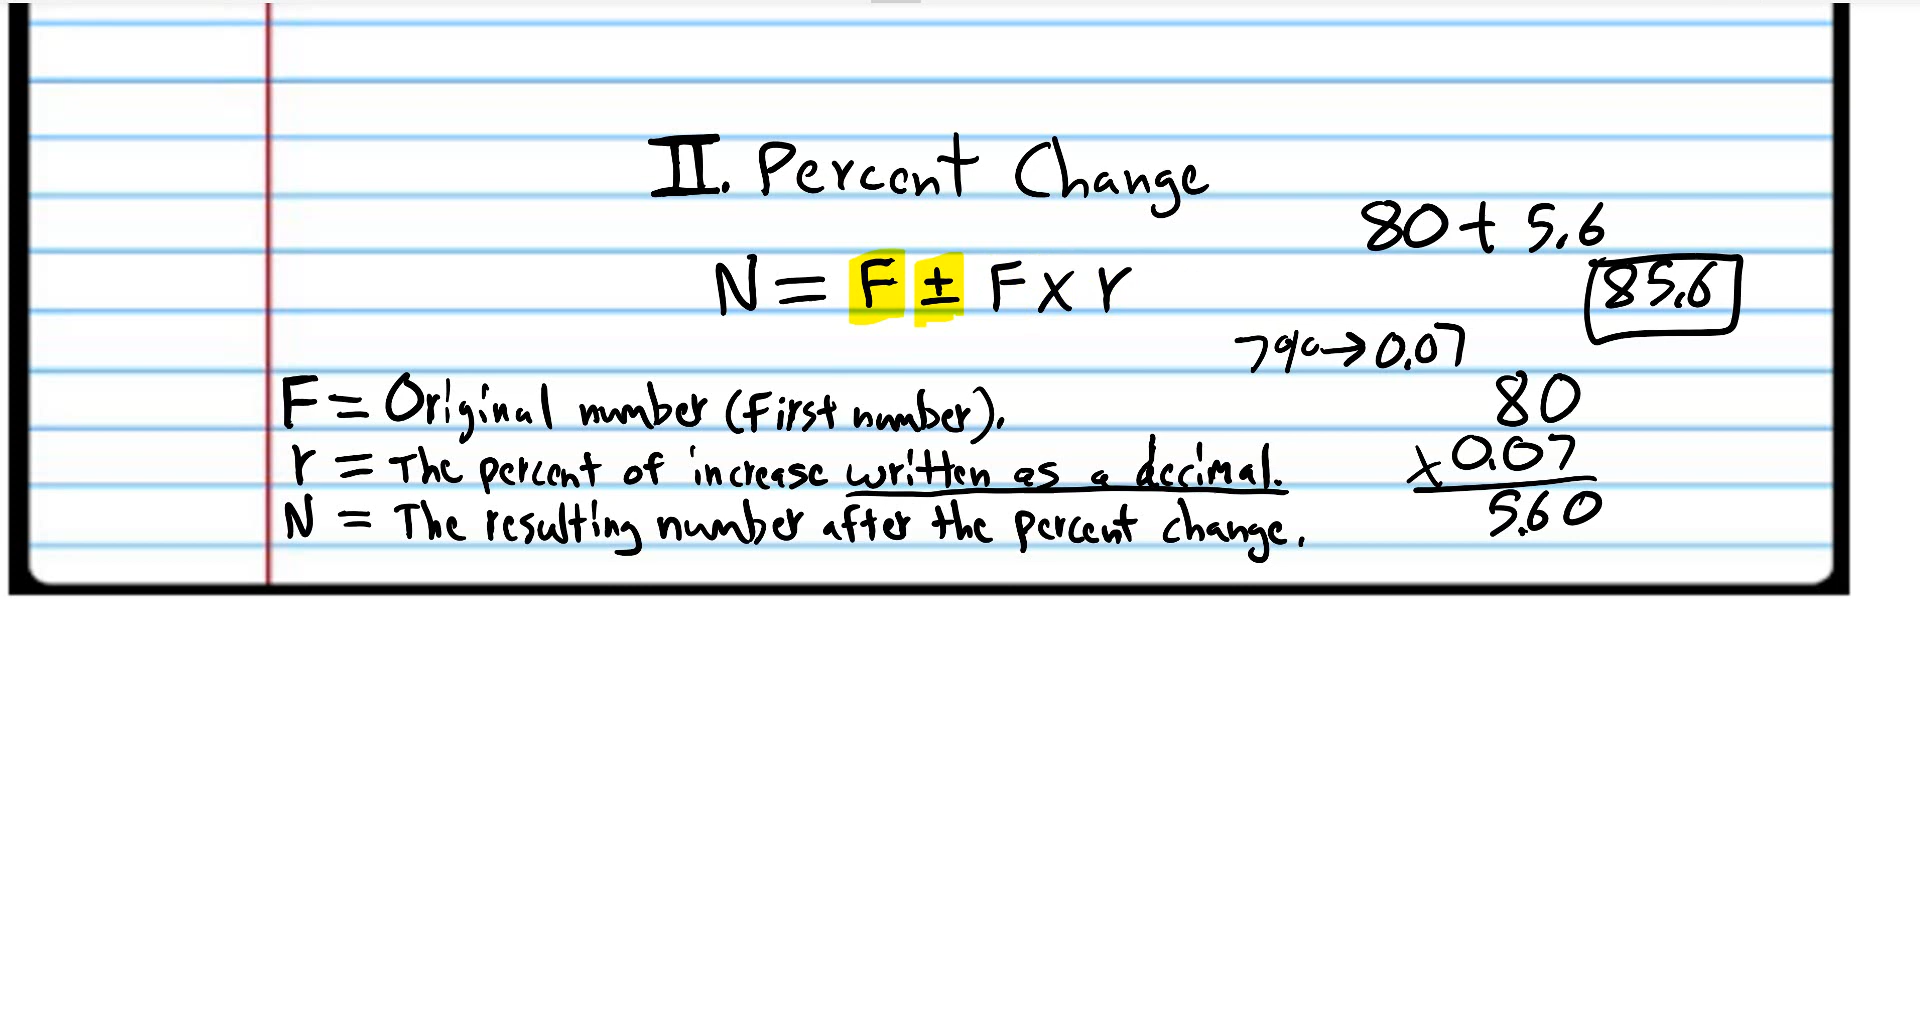 II. Percent Change
N = F ± F x r
F = Original number (First number).
r = The percent of increase written as a decimal.
N = The resulting number after the percent change.
80 + 5.6
85.6
7% → 0.07
80
x 0.07
5.60